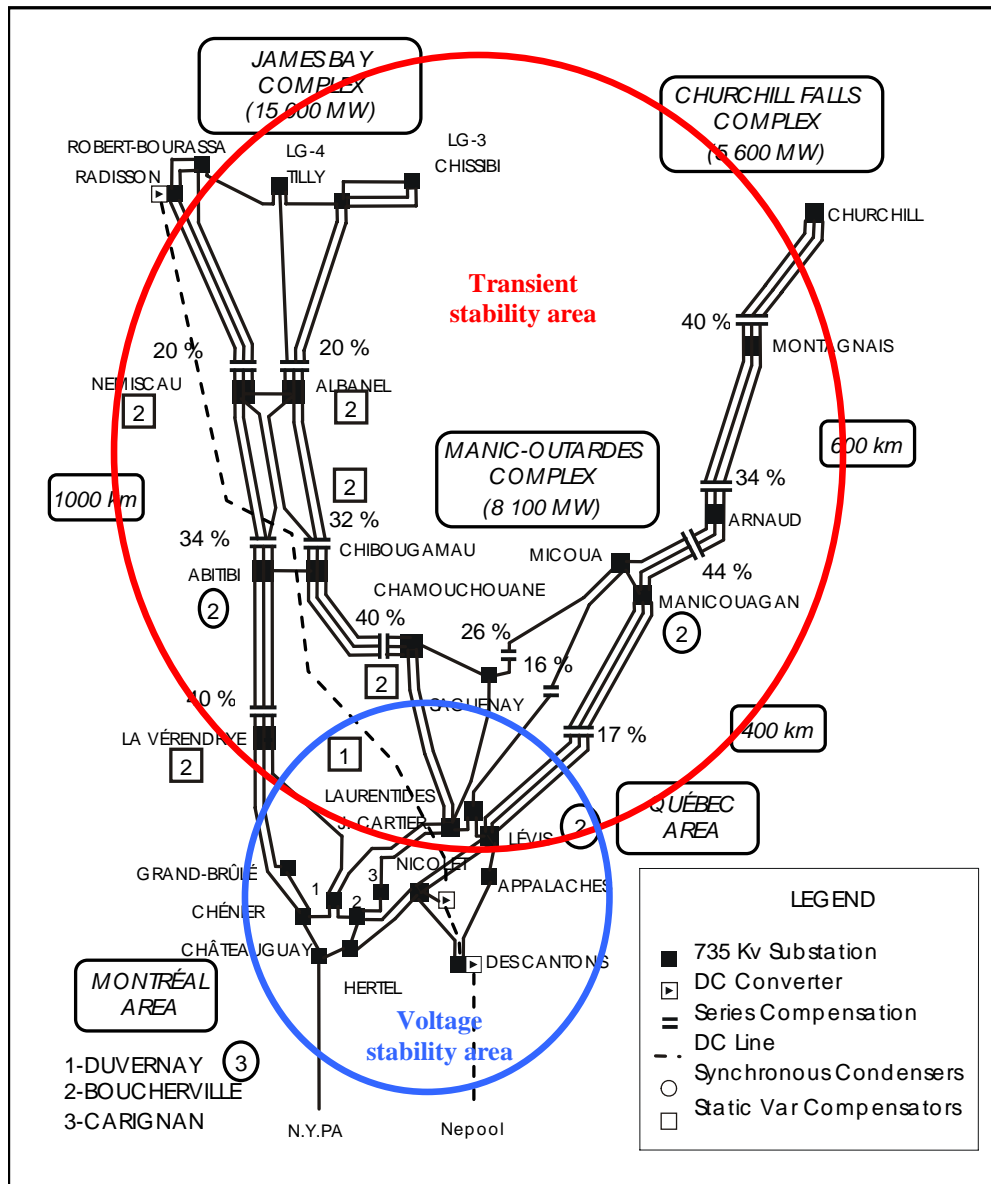 JAMES BAY
COMPLEX
(15 000 MW)
CHURCHILL FALLS
COMPLEX
(5 600 MW)
ROBERT-BOURASSA
RADISSON
LG-4
TILLY
LG-3
CHISSIBI
CHURCHILL
Transient
stability area
40 %
MONTAGNAIS
20 %
20 %
NEMISCAU
2
ALBANEL
2
MANIC-OUTARDES
COMPLEX
(8 100 MW)
600 km
1000 km
2
34 %
ARNAUD
34 %
32 %
CHIBOUGAMAU
MICOUA
44 %
ABITIBI
2
CHAMOUCHOUANE
MANICOUAGAN
2
40 %
26 %
16 %
2
SAGUENAY
40 %
LA VÉRENDRYE
2
1
17 %
400 km
LAURENTIDES
J. CARTIER
LÉVIS
2
QUÉBEC
AREA
NICOLET
GRAND-BRÛLÉ
1
3
2
APPALACHES
CHÉNIER
CHÂTEAUGUAY
DESCANTONS
HERTEL
MONTRÉAL
AREA
Voltage
stability area
1-DUVERNAY
3
2-BOUCHERVILLE
3-CARIGNAN
N.Y.PA
Nepool
LEGEND
735 Kv Substation
DC Converter
Series Compensation
DC Line
Synchronous Condensers
Static Var Compensators